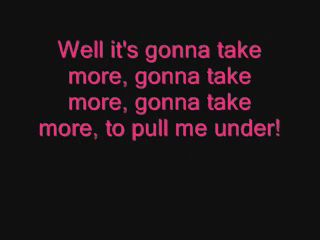 Well it's gonna take
more, gonna take
more, gonna take
more, to pull me under!